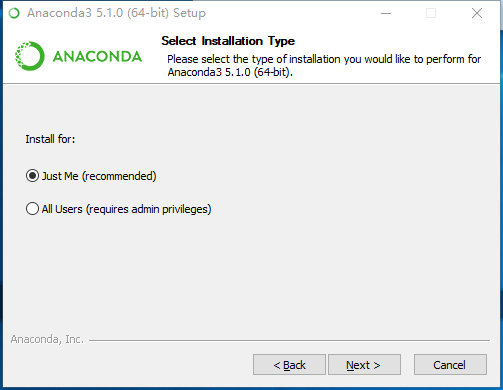 Anaconda3 5.1.0 (64-bit) Setup
ANACONDA
Select Installation Type
Please select the type of installation you would like to perform for
Anaconda3 5.1.0 (64-bit).
Install for:
Just Me (recommended)
All Users (requires admin privileges)
Anaconda, Inc.
< Back
Next >
Cancel